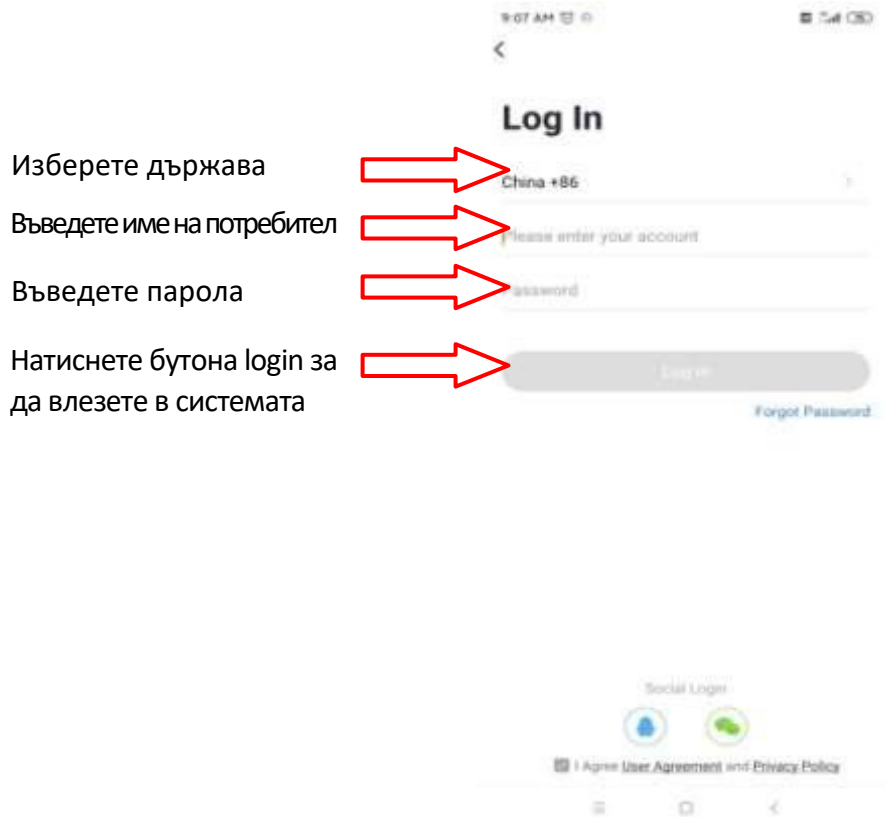 9:07 AM
Log In
Изберете държава
China +86
Въведете име на потребител
Please enter your account
Въведете парола
Password
Натиснете бутона login за
да влезете в системата
Log In
Forgot Password
Social Login
I Agree User Agreement and Privacy Policy